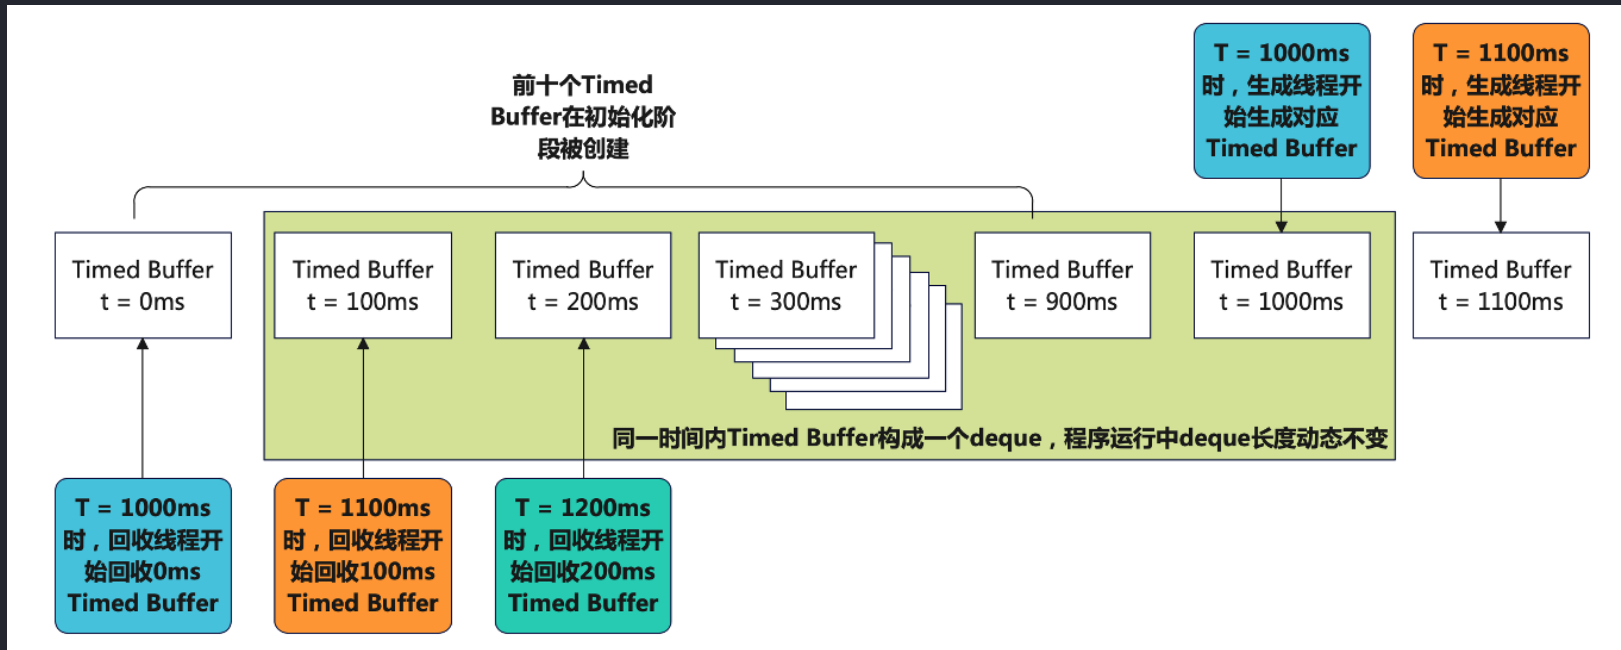 前十个Timed
Buffer在初始化阶
段被创建
T = 1000ms
时，生成线程开
始生成对应
Timed Buffer
T = 1100ms
时，生成线程开
始生成对应
Timed Buffer
Timed Buffer
t = 0ms
Timed Buffer
t = 100ms
Timed Buffer
t = 200ms
Timed Buffer
t = 300ms
Timed Buffer
t = 900ms
Timed Buffer
t = 1000ms
Timed Buffer
t = 1100ms
同一时间内Timed Buffer构成一个deque，程序运行中deque长度动态不变
T = 1000ms
时，回收线程开
始回收0ms
Timed Buffer
T = 1100ms
时，回收线程开
始回收100ms
Timed Buffer
T = 1200ms
时，回收线程开
始回收200ms
Timed Buffer